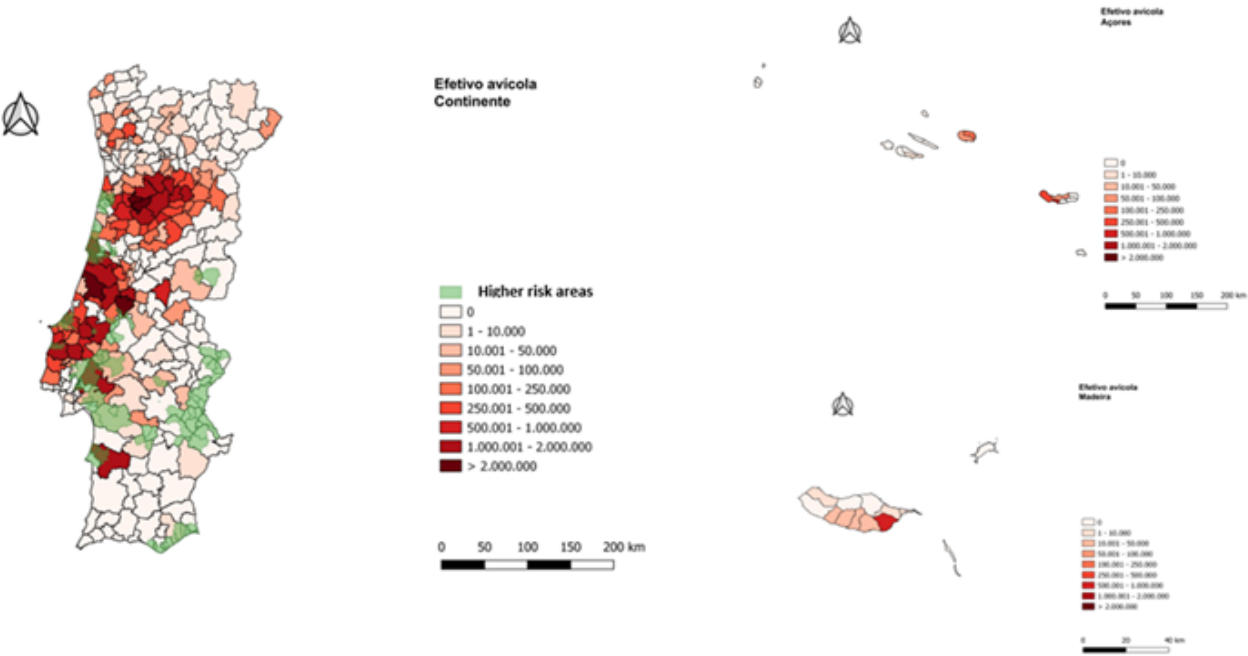 Efetivo avícola
Continente
Higher risk areas
0
1 - 10.000
10.001 - 50.000
50.001 - 100.000
100.001 - 250.000
250.001 - 500.000
500.001 - 1.000.000
1.000.001 - 2.000.000
> 2.000.000
0 50 100 150 200 km
Efetivo avícola
Açores
0
1 - 10.000
10.001 - 50.000
50.001 - 100.000
100.001 - 250.000
250.001 - 500.000
500.001 - 1.000.000
1.000.001 - 2.000.000
> 2.000.000
0 50 100 150 200 km
Efetivo avícola
Madeira
0
1 - 10.000
10.001 - 50.000
50.001 - 100.000
100.001 - 250.000
250.001 - 500.000
500.001 - 1.000.000
1.000.001 - 2.000.000
> 2.000.000
0 20 40 km